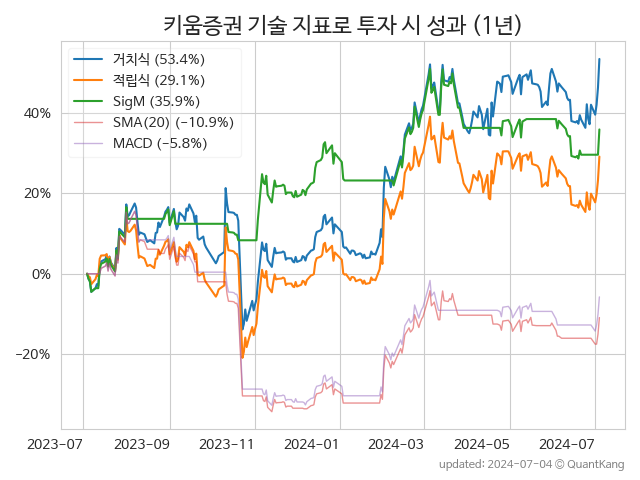 키움증권 기술 지표로 투자 시 성과 (1년)
거치식 (53.4%)
적립식 (29.1%)
SigM (35.9%)
SMA(20) (−10.9%)
MACD (−5.8%)
40%
20%
0%
−20%
2023-07 2023-09 2023-11 2024-01 2024-03 2024-05 2024-07
updated: 2024-07-04 © QuantKang